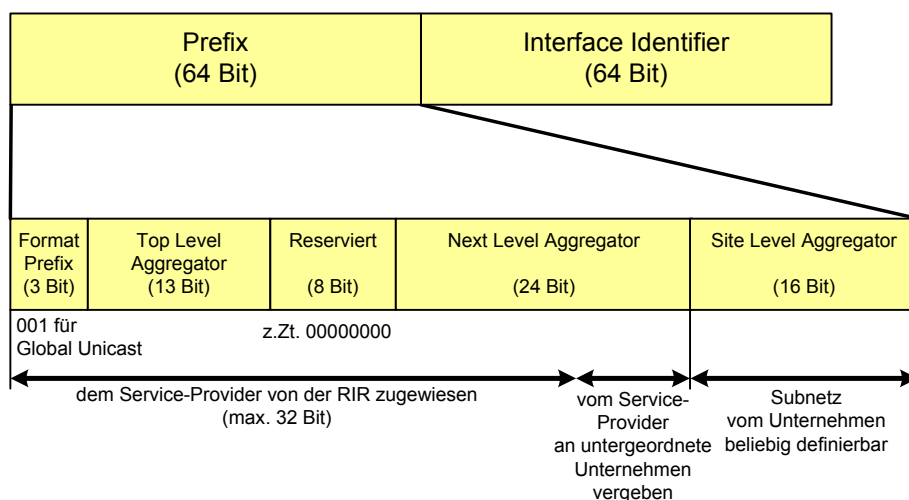 Prefix
(64 Bit)
Interface Identifier
(64 Bit)
Format
Prefix
(3 Bit)
Top Level
Aggregator
(13 Bit)
Reserviert
(8 Bit)
Next Level Aggregator
(24 Bit)
Site Level Aggregator
(16 Bit)
001 für
Global Unicast
z.Zt. 00000000
dem Service-Provider von der RIR zugewiesen
(max. 32 Bit)
vom Service-
Provider
an untergeordnete
Unternehmen
vergeben
Subnetz
vom Unternehmen
beliebig definierbar